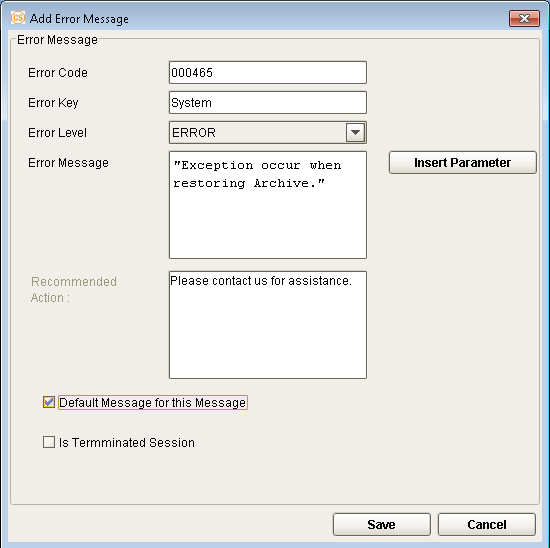 CS Add Error Message
Error Message
Error Code 000465
Error Key System
Error Level ERROR
Error Message "Exception occur when
restoring Archive."
Insert Parameter
Recommended
Action :
Please contact us for assistance.
Default Message for this Message
Is Termminated Session
Save Cancel